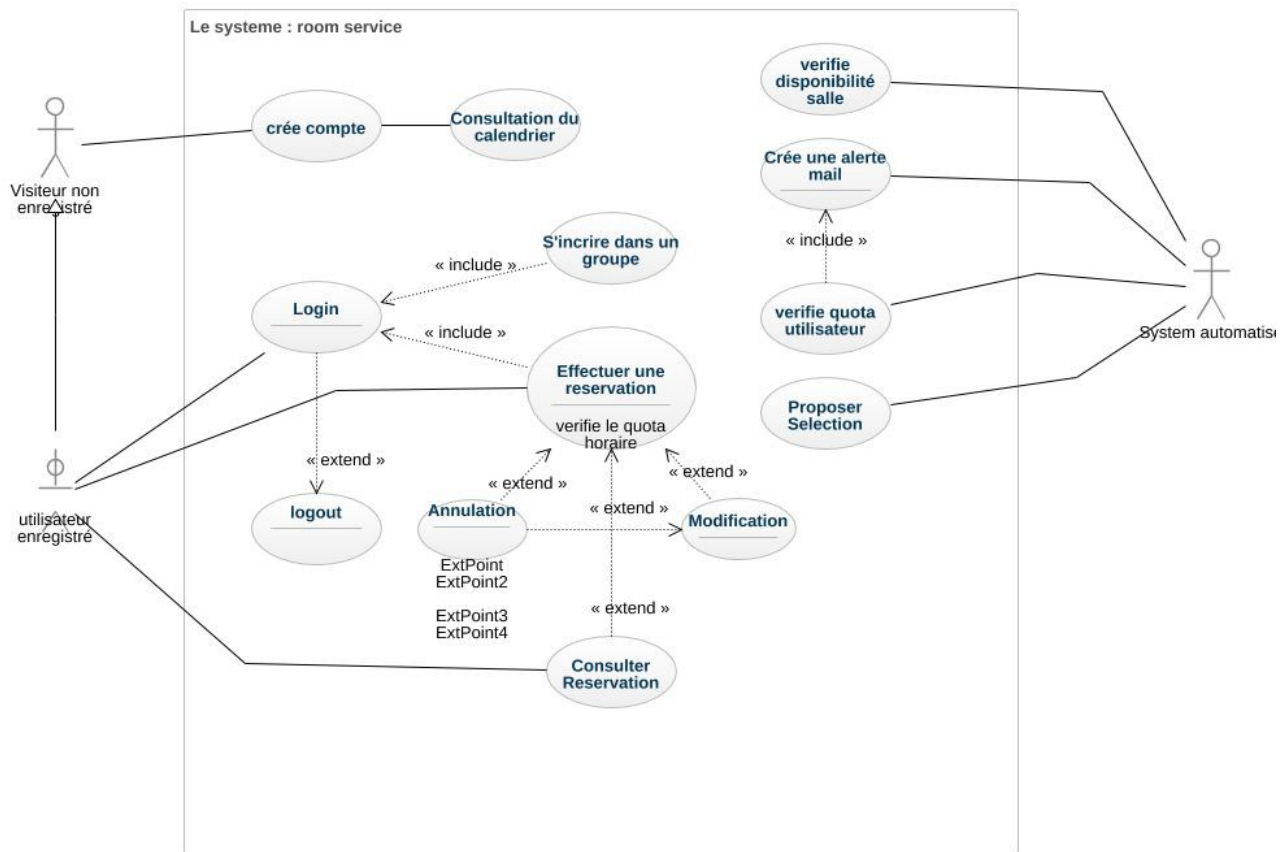 Le systeme : room service
verifie
disponibilité
salle
crée compte
Consultation du
calendrier
Crée une alerte
mail
Visiteur non
enregistré
« include »
S'incrire dans un
groupe
« include »
Login
« include »
verifie quota
utilisateur
System automatisé
Effectuer une
reservation
verifie le quota
horaire
Proposer
Selection
« extend »
« extend »
« extend »
« extend »
utilisateur
enregistré
logout
Annulation
Modification
ExtPoint
ExtPoint2
ExtPoint3
ExtPoint4
« extend »
Consulter
Reservation